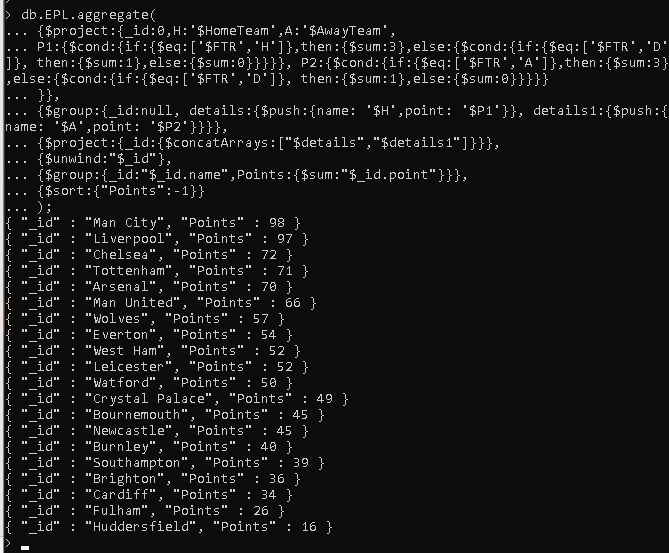 > db.EPL.aggregate(
... {$project:{_id:0,H:'$HomeTeam',A:'$AwayTeam',
... P1:{$cond:{if:{$eq:['$FTR','H']},then:{$sum:3},else:{$cond:{if:{$eq:['$FTR','D'
]}, then:{$sum:1},else:{$sum:0}}}}}, P2:{$cond:{if:{$eq:['$FTR','A']},then:{$sum:3}
,else:{$cond:{if:{$eq:['$FTR','D']}, then:{$sum:1},else:{$sum:0}}}}}
... }},
... {$group:{_id:null, details:{$push:{name: '$H',point: '$P1'}}, details1:{$push:{
name: '$A',point: '$P2'}}}},
... {$project:{_id:{$concatArrays:["$details","$details1"]}}},
... {$unwind:"$_id"},
... {$group:{_id:"$_id.name",Points:{$sum:"$_id.point"}}},
... {$sort:{"Points":-1}}
... );
{ "_id" : "Man City", "Points" : 98 }
{ "_id" : "Liverpool", "Points" : 97 }
{ "_id" : "Chelsea", "Points" : 72 }
{ "_id" : "Tottenham", "Points" : 71 }
{ "_id" : "Arsenal", "Points" : 70 }
{ "_id" : "Man United", "Points" : 66 }
{ "_id" : "Wolves", "Points" : 57 }
{ "_id" : "Everton", "Points" : 54 }
{ "_id" : "West Ham", "Points" : 52 }
{ "_id" : "Leicester", "Points" : 52 }
{ "_id" : "Watford", "Points" : 50 }
{ "_id" : "Crystal Palace", "Points" : 49 }
{ "_id" : "Bournemouth", "Points" : 45 }
{ "_id" : "Newcastle", "Points" : 45 }
{ "_id" : "Burnley", "Points" : 40 }
{ "_id" : "Southampton", "Points" : 39 }
{ "_id" : "Brighton", "Points" : 36 }
{ "_id" : "Cardiff", "Points" : 34 }
{ "_id" : "Fulham", "Points" : 26 }
{ "_id" : "Huddersfield", "Points" : 16 }
>